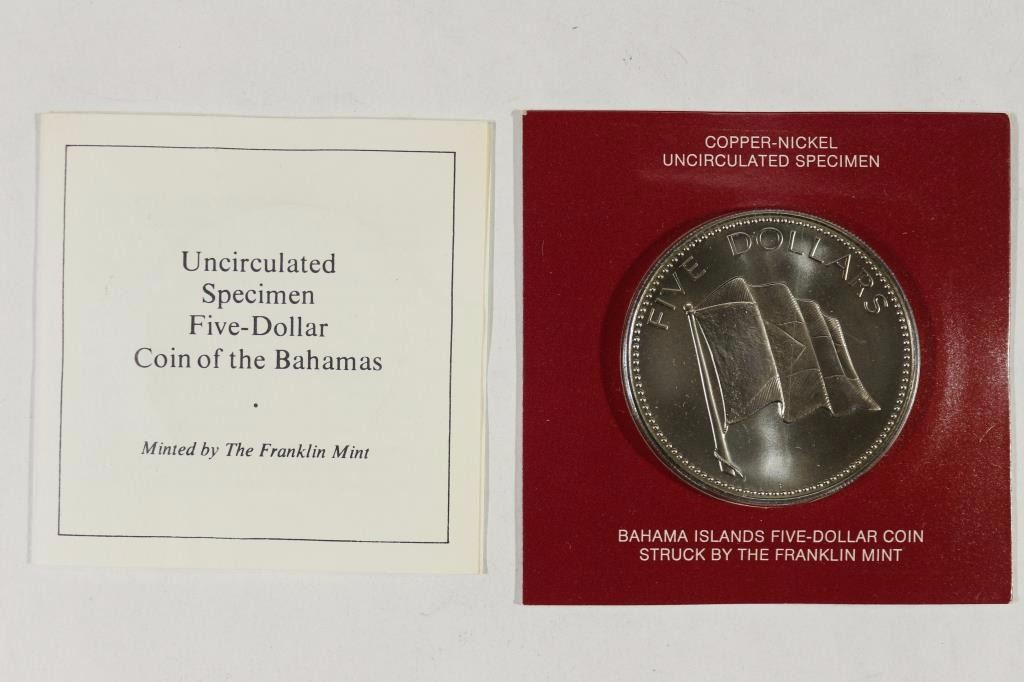 Uncirculated
Specimen
Five-Dollar
Coin of the Bahamas
Minted by The Franklin Mint
COPPER-NICKEL
UNCIRCULATED SPECIMEN
FIVE DOLLARS
BAHAMA ISLANDS FIVE-DOLLAR COIN
STRUCK BY THE FRANKLIN MINT